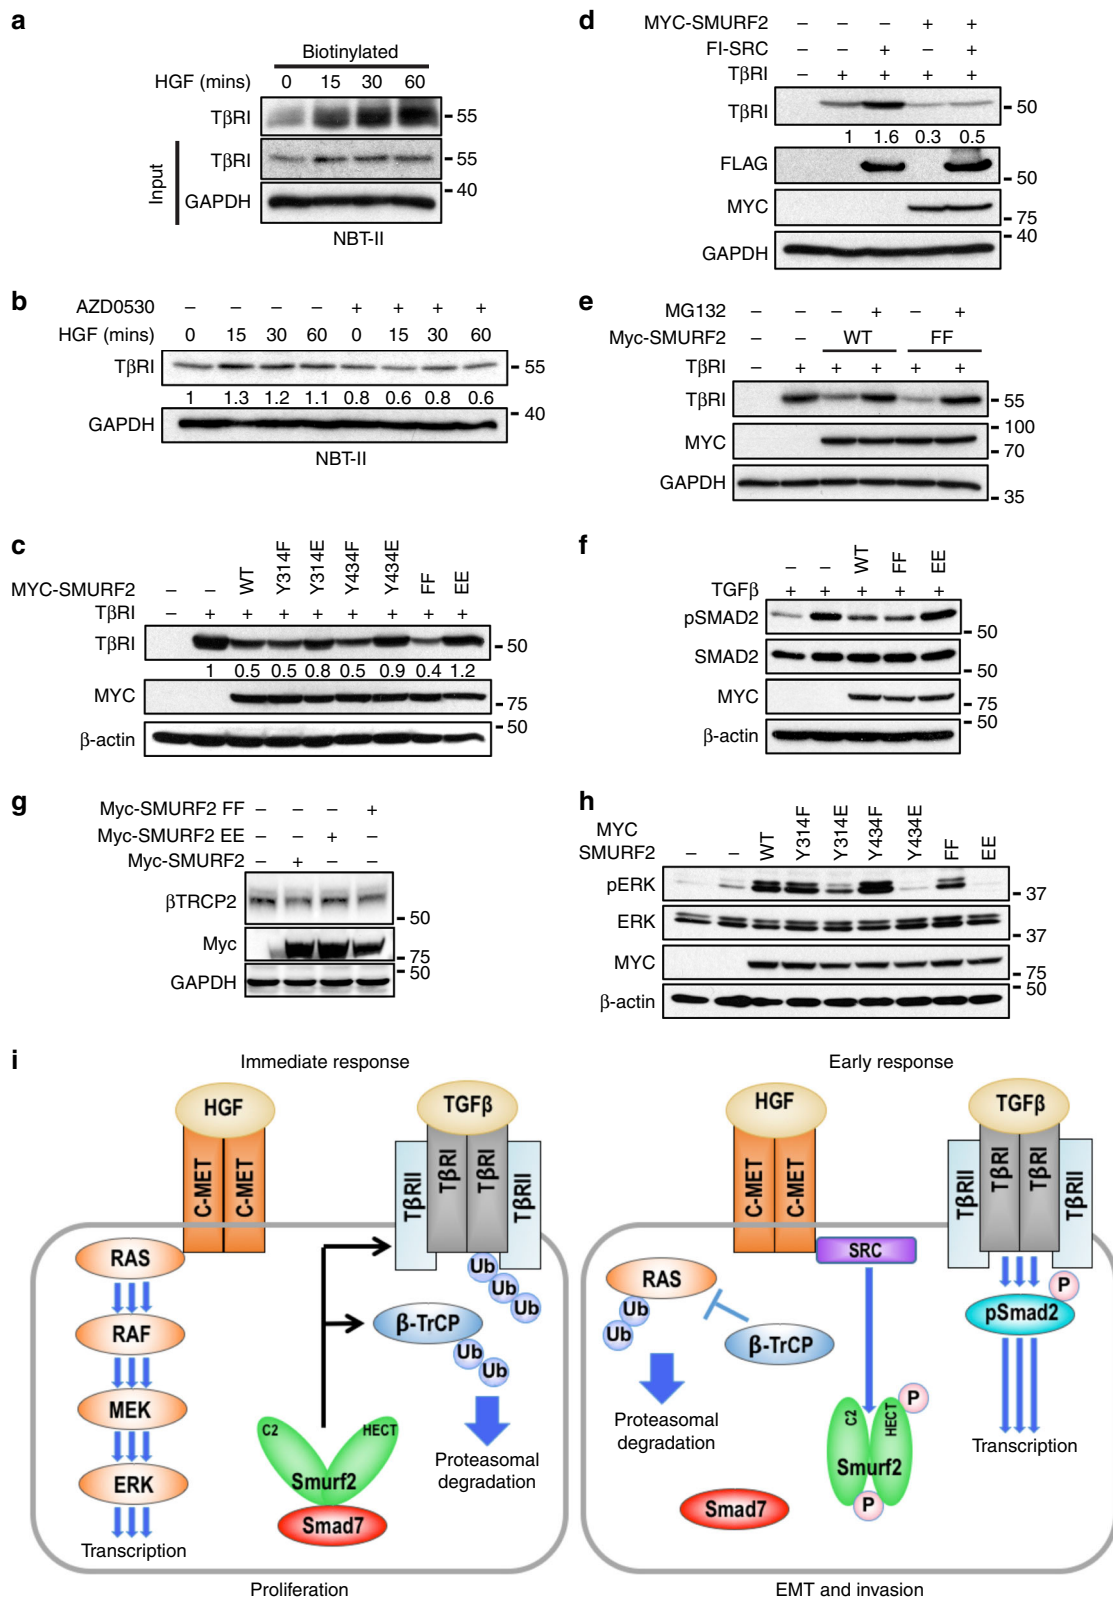 a
Biotinylated
HGF (mins) 0 15 30 60
TβRI 55
Input
TβRI 55
GAPDH 40
NBT-II
b
AZD0530 – – – – + + + +
HGF (mins) 0 15 30 60 0 15 30 60
TβRI 55
1 1.3 1.2 1.1 0.8 0.6 0.8 0.6
GAPDH 40
NBT-II
c
MYC-SMURF2 – – WT Y314F Y314E Y434F Y434E FF EE
TβRI – + + + + + + + +
TβRI 50
1 0.5 0.5 0.8 0.5 0.9 0.4 1.2
MYC 75
β-actin 50
d
MYC-SMURF2 – – – + +
FI-SRC – – + – +
TβRI – + + + +
TβRI 50
1 1.6 0.3 0.5
FLAG 50
MYC 75
GAPDH 40
e
MG132 – – – + – +
Myc-SMURF2 – – WT FF
TβRI – + + + + +
TβRI 55
MYC 100
70
GAPDH 35
f
– – WT FF EE
TGFβ + + + + +
pSMAD2 50
SMAD2 50
MYC 75
β-actin 50
g
Myc-SMURF2 FF – – – +
Myc-SMURF2 EE – – + –
Myc-SMURF2 – + – –
βTRCP2 50
Myc 75
GAPDH 50
h
MYC
SMURF2 – – WT Y314F Y314E Y434F Y434E FF EE
pERK 37
ERK 37
MYC 75
β-actin 50
i
Immediate response
HGF
C-MET C-MET
TGFβ
TβRII TβRI TβRI TβRII
RAS
RAF
MEK
ERK
Transcription
Ub
Ub
Ub
β-TrCP
Ub
Ub
Proteasomal
degradation
C2 HECT
Smurf2
Smad7
Proliferation
Early response
HGF
C-MET C-MET
TGFβ
TβRII TβRI TβRI TβRII
SRC
RAS
Ub
Ub
β-TrCP
Proteasomal
degradation
P
pSmad2
Transcription
P
C2 HECT
Smurf2
P
Smad7
EMT and invasion